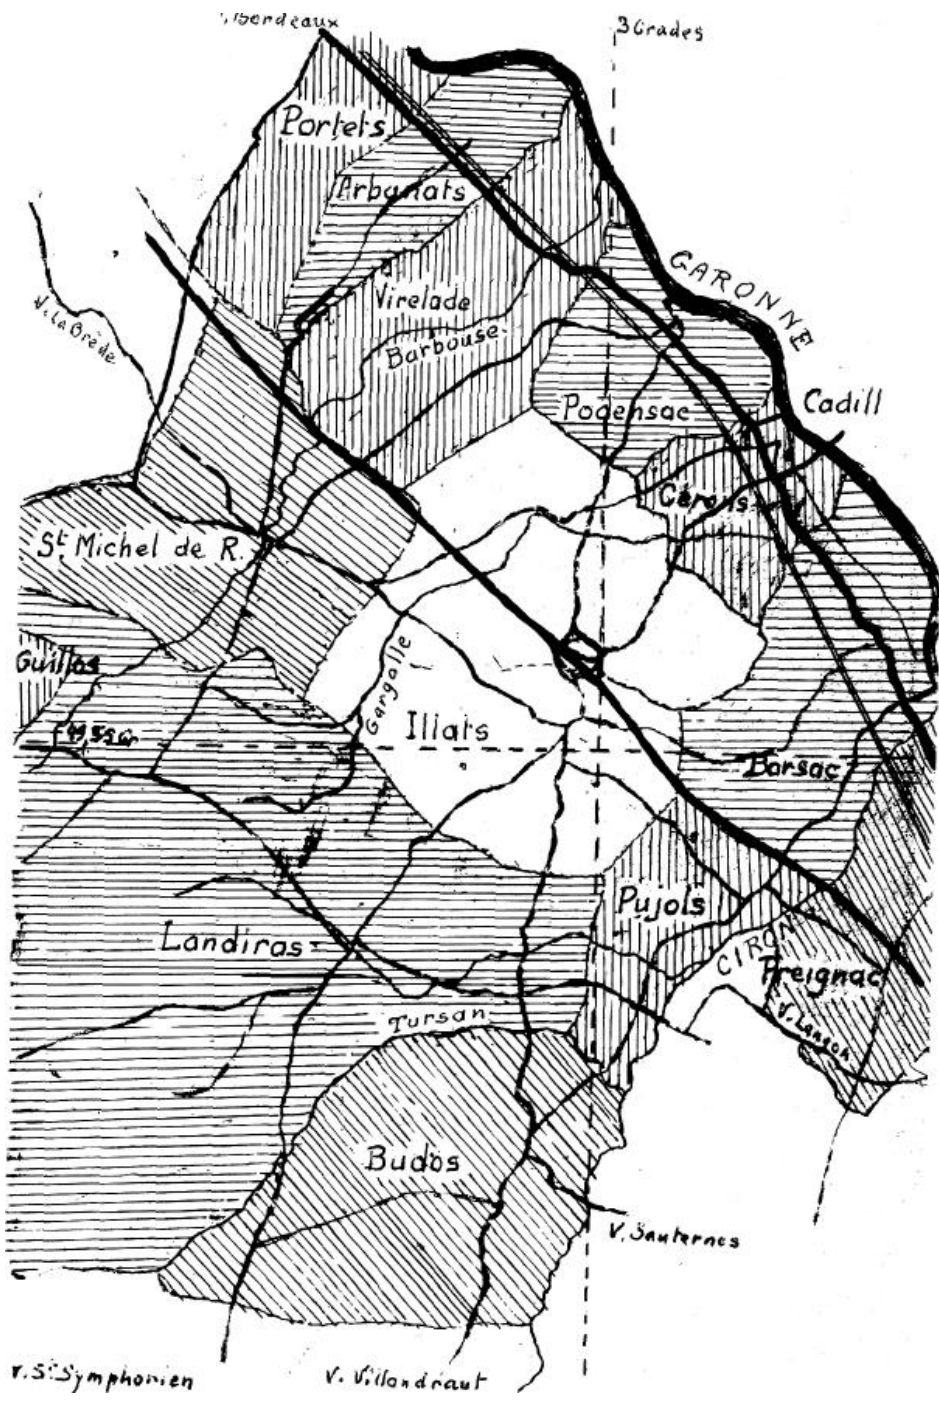 Bordeaux
3 Grades
Portets
Arbanats
GARONNE
Virelade
V. La Brède
Barbouse
Cadill
Podensac
Cérons
St Michel de R.
Guillos
Gargalle
Illats
Barsac
Pujols
Landiras
CIRON
Preignac
Tursan
V. Langon
Budos
V. Sauternes
V. St Symphorien
V. Villandraut